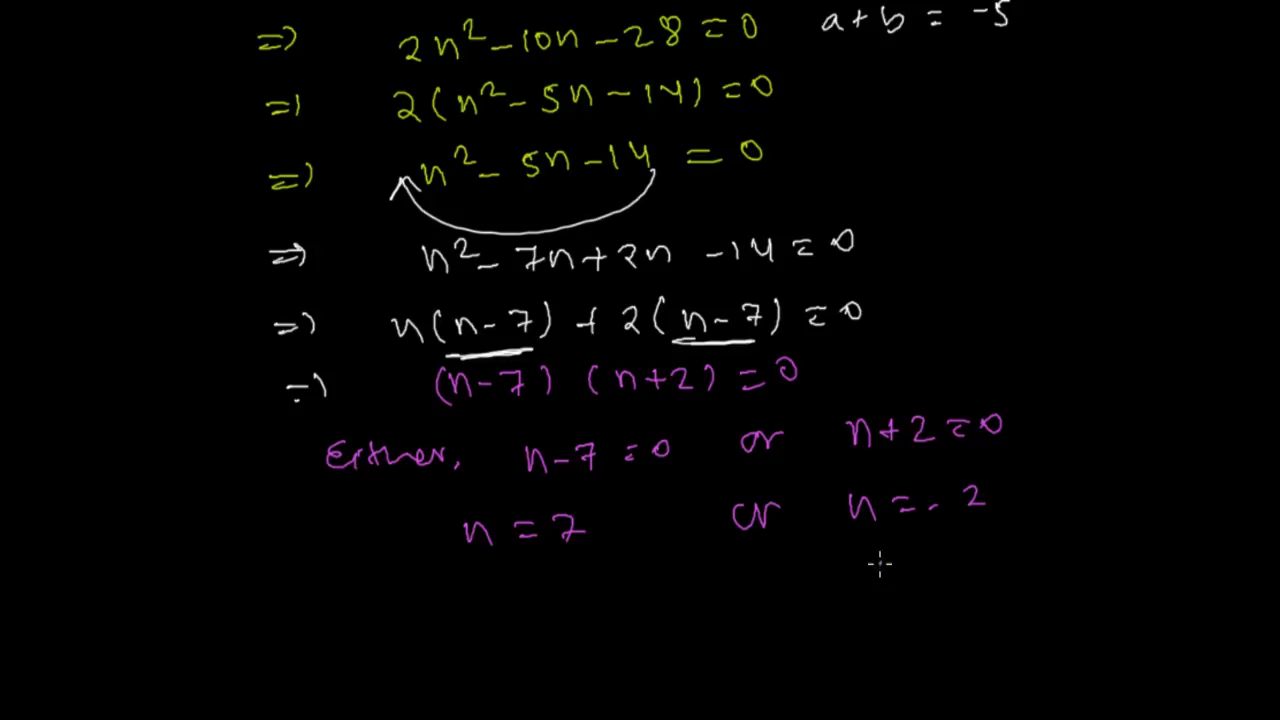 a + b = -5
=> 2n² - 10n - 28 = 0
=> 2(n² - 5n - 14) = 0
=> n² - 5n - 14 = 0
=> n² - 7n + 2n - 14 = 0
=> n(n - 7) + 2(n - 7) = 0
=> (n - 7) (n + 2) = 0
Either, n - 7 = 0 or n + 2 = 0
n = 7 or n = - 2